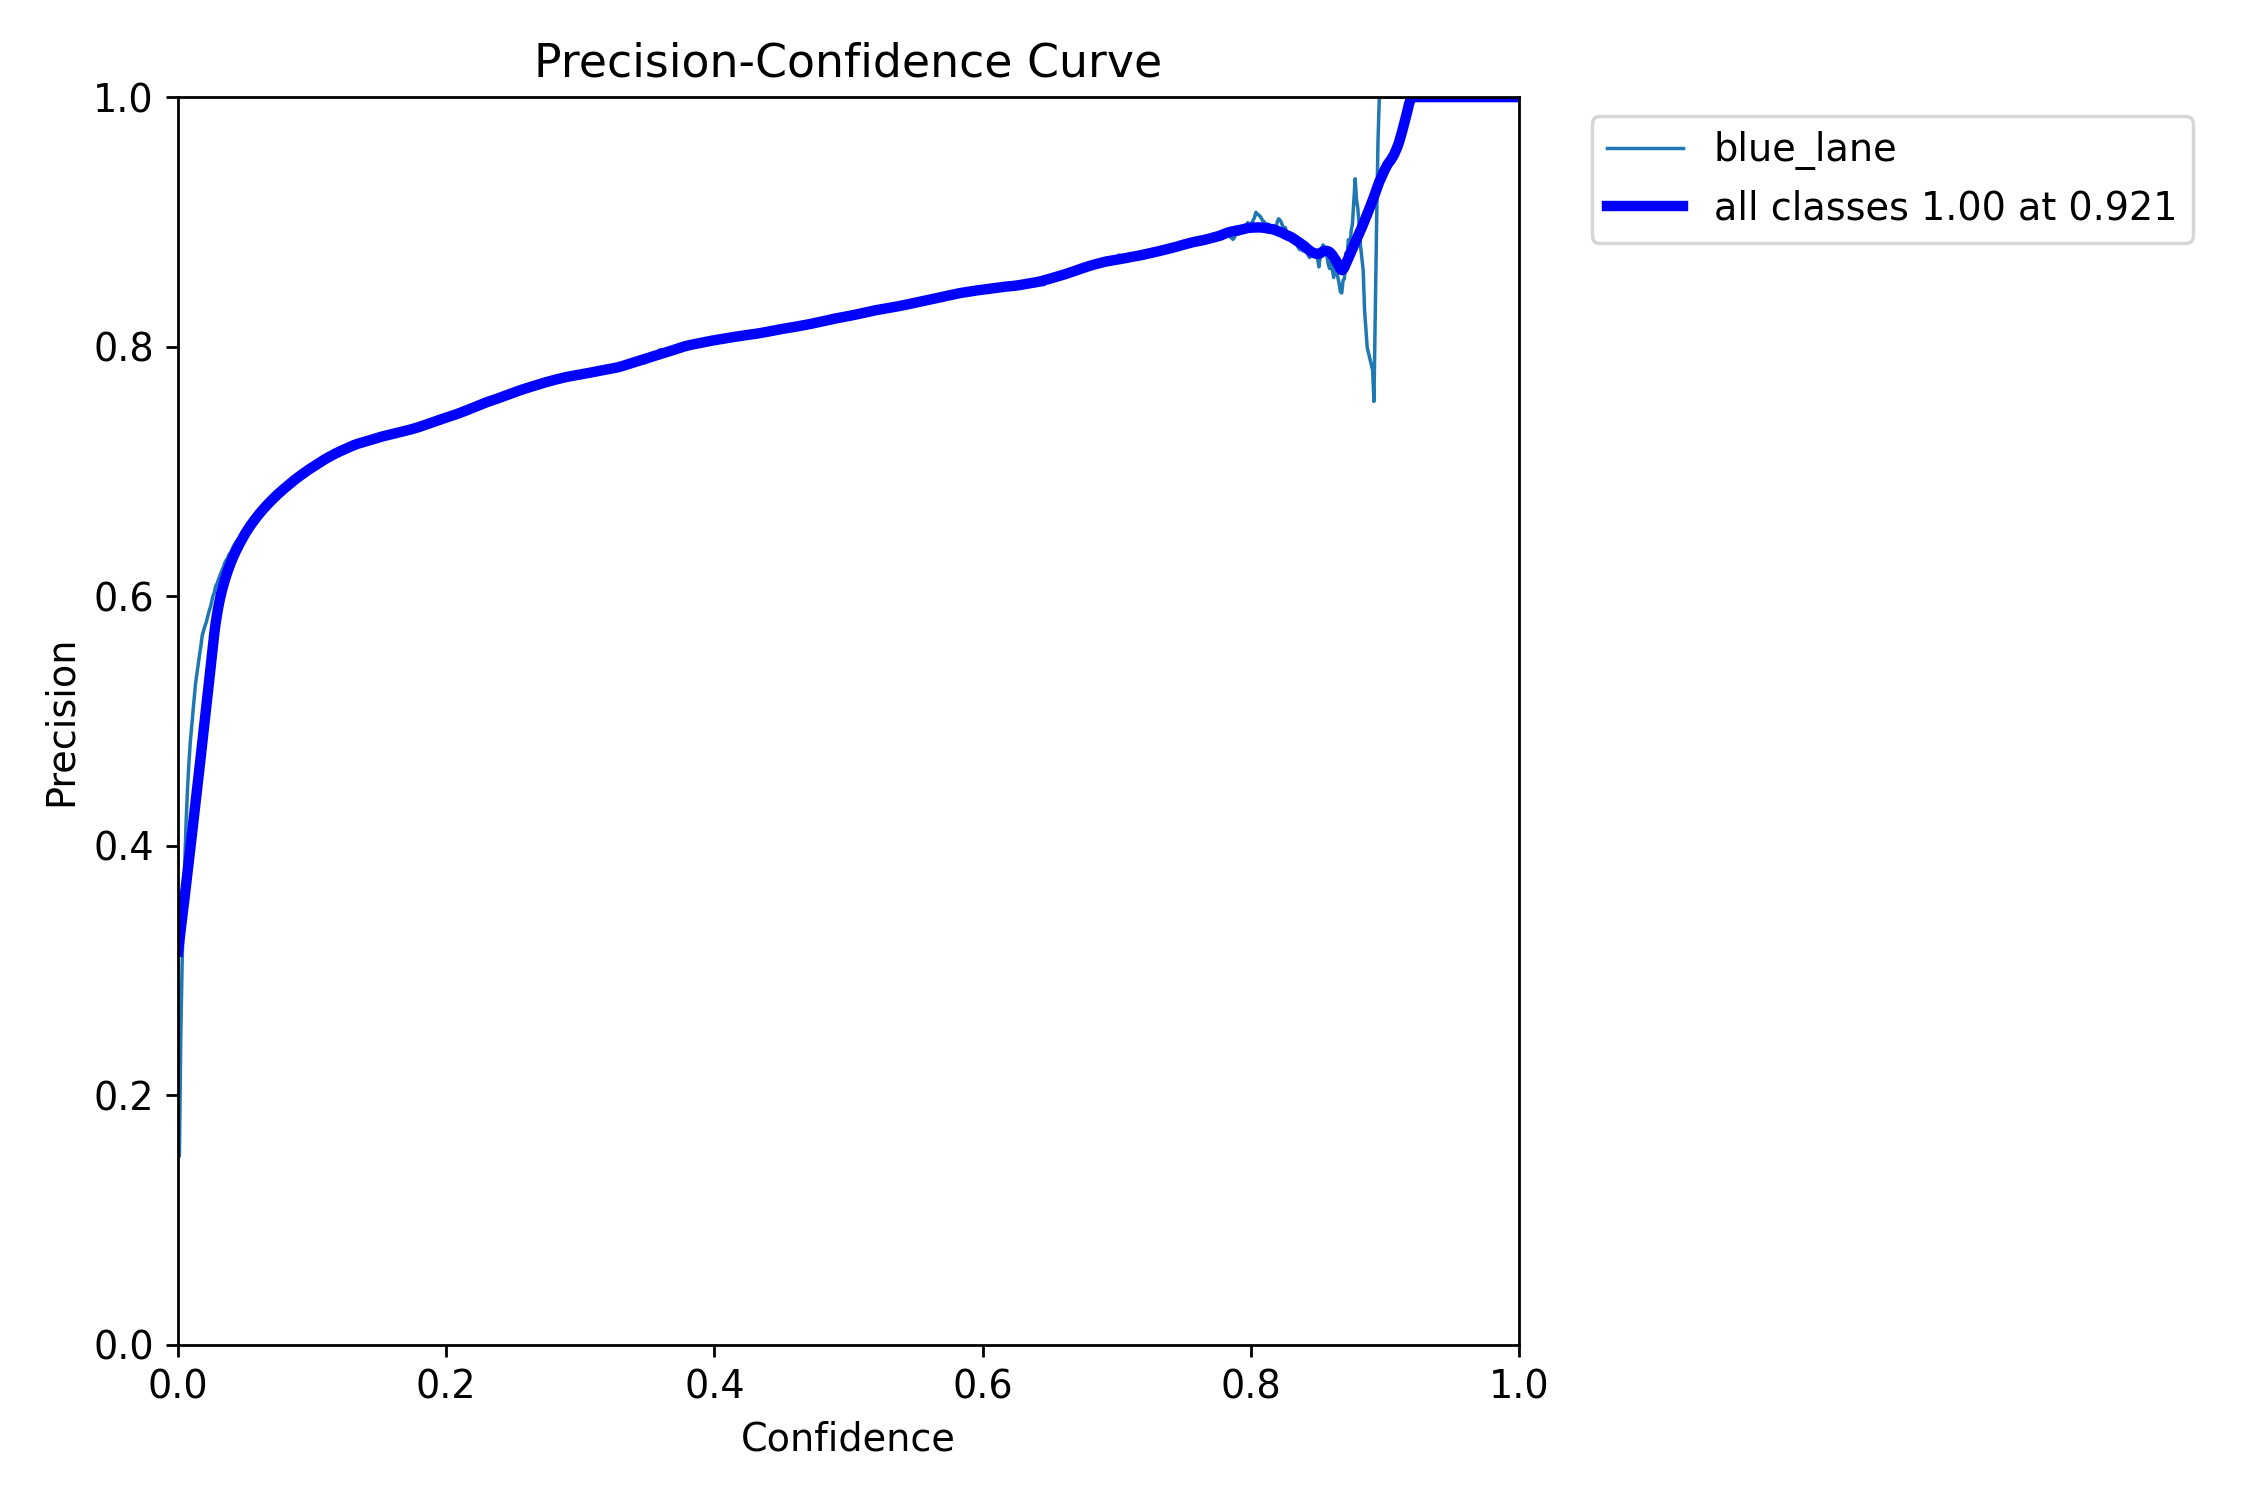 Precision-Confidence Curve
1.0
0.8
0.6
0.4
0.2
0.0
Precision
0.0 0.2 0.4 0.6 0.8 1.0
Confidence
blue_lane
all classes 1.00 at 0.921